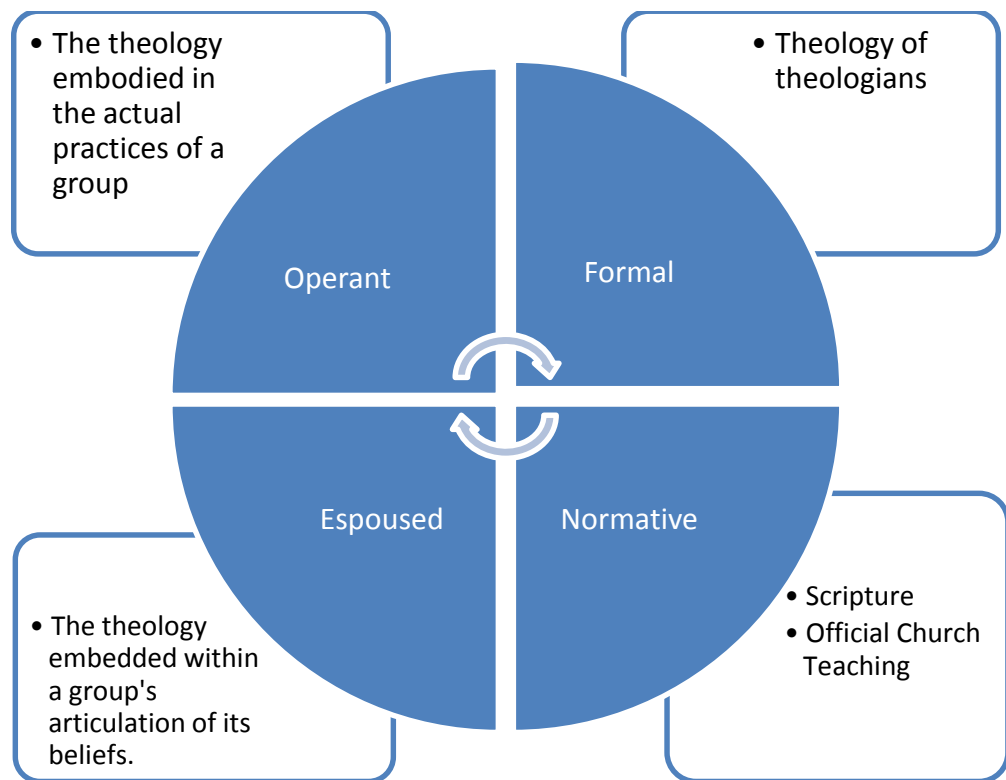 • The theology
embodied in
the actual
practices of a
group
• Theology of
theologians
Operant
Formal
Espoused
Normative
• The theology
embedded within
a group's
articulation of its
beliefs.
• Scripture
• Official Church
Teaching